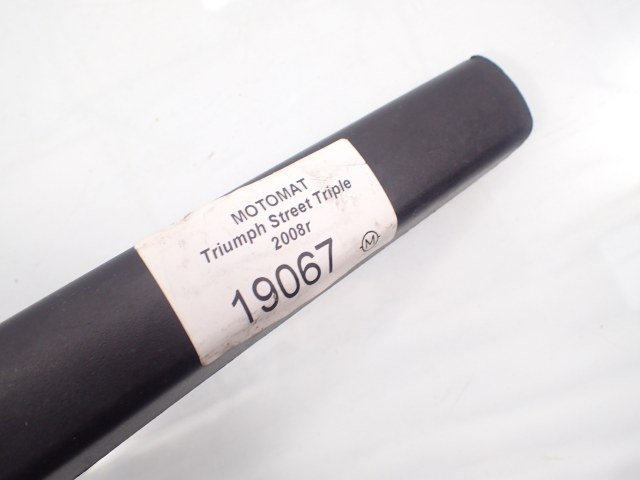 MOTOMAT
Triumph Street Triple
2008r
19067
M